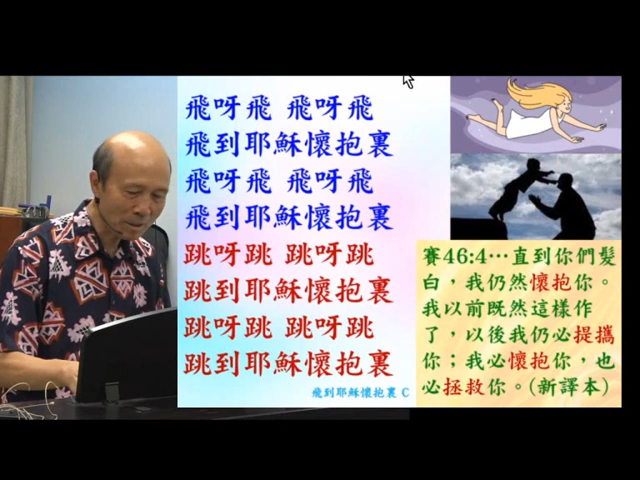 飛呀飛 飛呀飛
飛到耶穌懷抱裏
飛呀飛 飛呀飛
飛到耶穌懷抱裏
跳呀跳 跳呀跳
跳到耶穌懷抱裏
跳呀跳 跳呀跳
跳到耶穌懷抱裏
飛到耶穌懷抱裏 C
賽46:4…直到你們髮
白，我仍然懷抱你。
我以前既然這樣作
了，以後我仍必提攜
你；我必懷抱你，也
必拯救你。(新譯本)